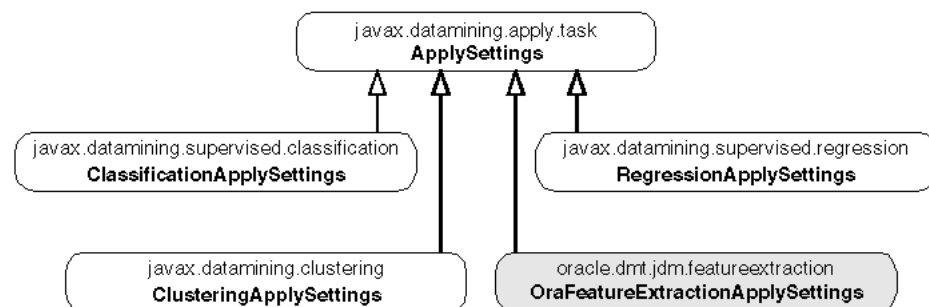 javax.datamining.apply.task
ApplySettings
javax.datamining.supervised.classification
ClassificationApplySettings
javax.datamining.supervised.regression
RegressionApplySettings
javax.datamining.clustering
ClusteringApplySettings
oracle.dmt.jdm.featureextraction
OraFeatureExtractionApplySettings